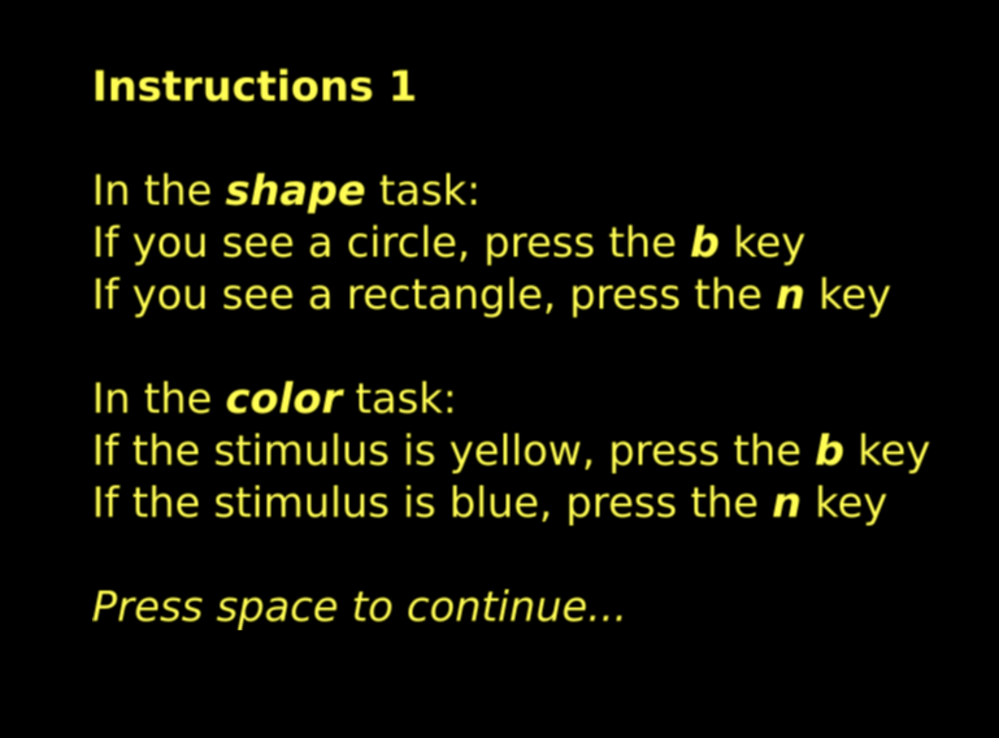 Instructions 1
In the shape task:
If you see a circle, press the b key
If you see a rectangle, press the n key
In the color task:
If the stimulus is yellow, press the b key
If the stimulus is blue, press the n key
Press space to continue...